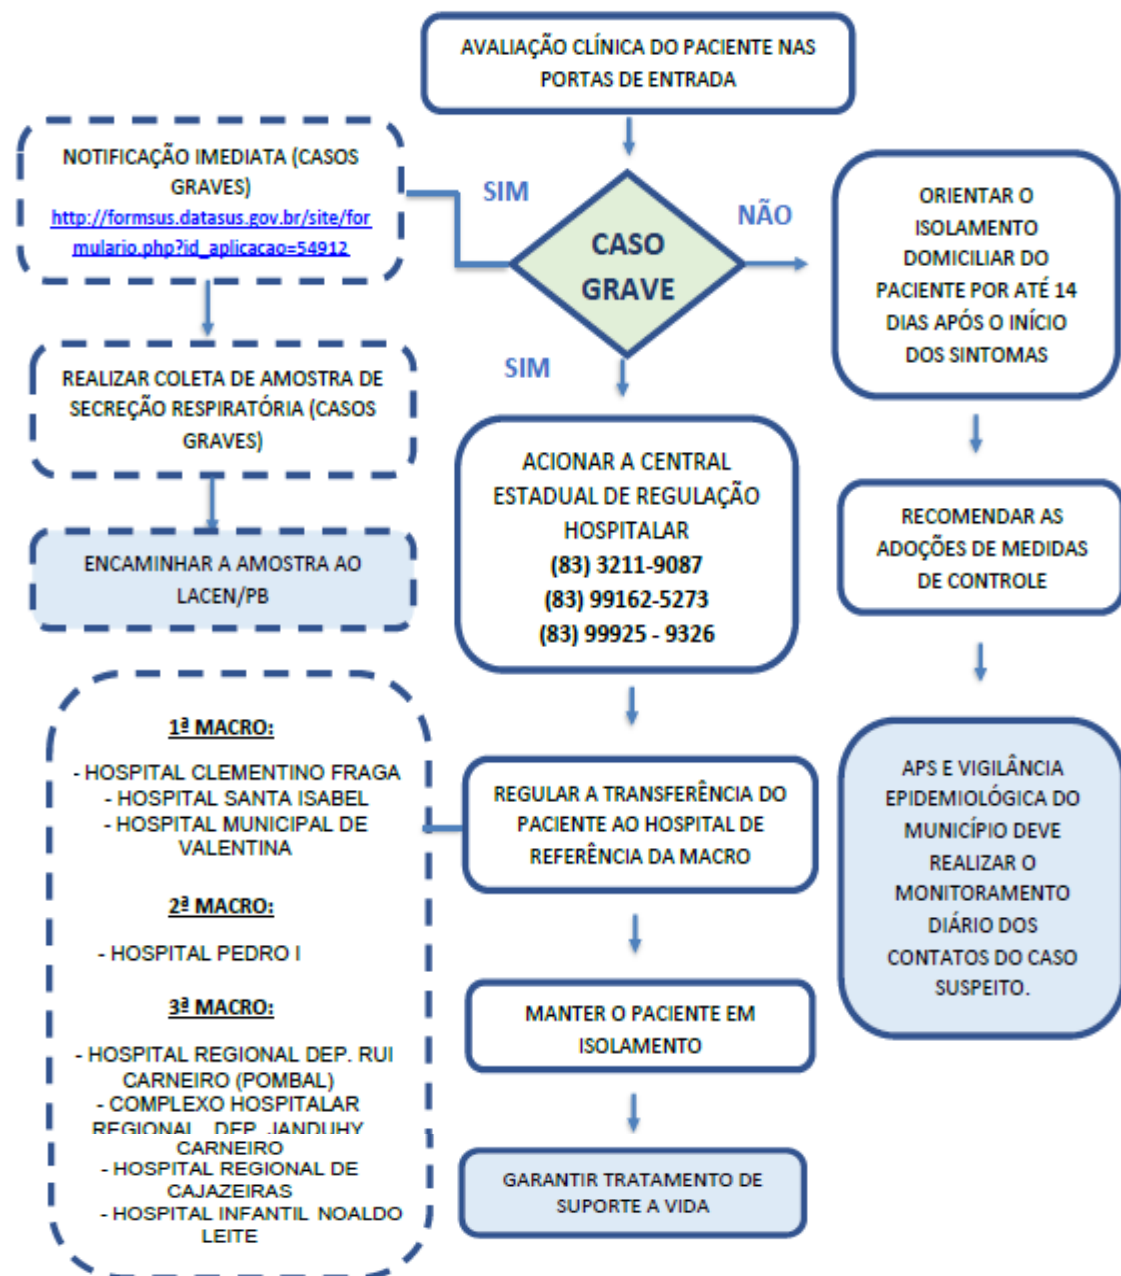 AVALIAÇÃO CLÍNICA DO PACIENTE NAS
PORTAS DE ENTRADA
NOTIFICAÇÃO IMEDIATA (CASOS
GRAVES)
http://formsus.datasus.gov.br/site/for
mulario.php?id_aplicacao=54912
SIM
NÃO
CASO
GRAVE
SIM
ORIENTAR O
ISOLAMENTO
DOMICILIAR DO
PACIENTE POR ATÉ 14
DIAS APÓS O INÍCIO
DOS SINTOMAS
REALIZAR COLETA DE AMOSTRA DE
SECREÇÃO RESPIRATÓRIA (CASOS
GRAVES)
ENCAMINHAR A AMOSTRA AO
LACEN/PB
ACIONAR A CENTRAL
ESTADUAL DE REGULAÇÃO
HOSPITALAR
(83) 3211-9087
(83) 99162-5273
(83) 99925 - 9326
RECOMENDAR AS
ADOÇÕES DE MEDIDAS
DE CONTROLE
1ª MACRO:
- HOSPITAL CLEMENTINO FRAGA
- HOSPITAL SANTA ISABEL
- HOSPITAL MUNICIPAL DE
VALENTINA
2ª MACRO:
- HOSPITAL PEDRO I
3ª MACRO:
- HOSPITAL REGIONAL DEP. RUI
CARNEIRO (POMBAL)
- COMPLEXO HOSPITALAR
REGIONAL DEP. JANDUHY
CARNEIRO
- HOSPITAL REGIONAL DE
CAJAZEIRAS
- HOSPITAL INFANTIL NOALDO
LEITE
REGULAR A TRANSFERÊNCIA DO
PACIENTE AO HOSPITAL DE
REFERÊNCIA DA MACRO
MANTER O PACIENTE EM
ISOLAMENTO
GARANTIR TRATAMENTO DE
SUPORTE A VIDA
APS E VIGILÂNCIA
EPIDEMIOLÓGICA DO
MUNICÍPIO DEVE
REALIZAR O
MONITORAMENTO
DIÁRIO DOS
CONTATOS DO CASO
SUSPEITO.